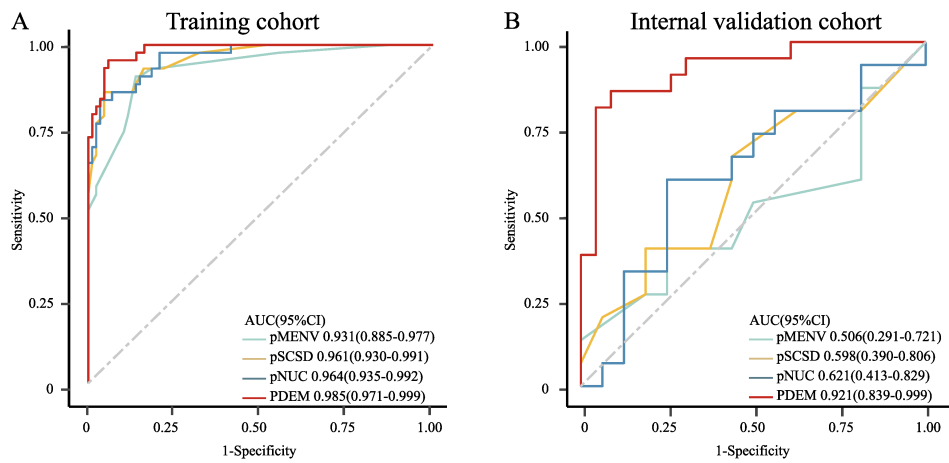 A
Training cohort
1.00
0.75
0.50
0.25
0
Sensitivity
AUC(95%CI)
pMENV 0.931(0.885-0.977)
pSCSD 0.961(0.930-0.991)
pNUC 0.964(0.935-0.992)
PDEM 0.985(0.971-0.999)
0 0.25 0.50 0.75 1.00
1-Specificity
B
Internal validation cohort
1.00
0.75
0.50
0.25
0
Sensitivity
AUC(95%CI)
pMENV 0.506(0.291-0.721)
pSCSD 0.598(0.390-0.806)
pNUC 0.621(0.413-0.829)
PDEM 0.921(0.839-0.999)
0 0.25 0.50 0.75 1.00
1-Specificity